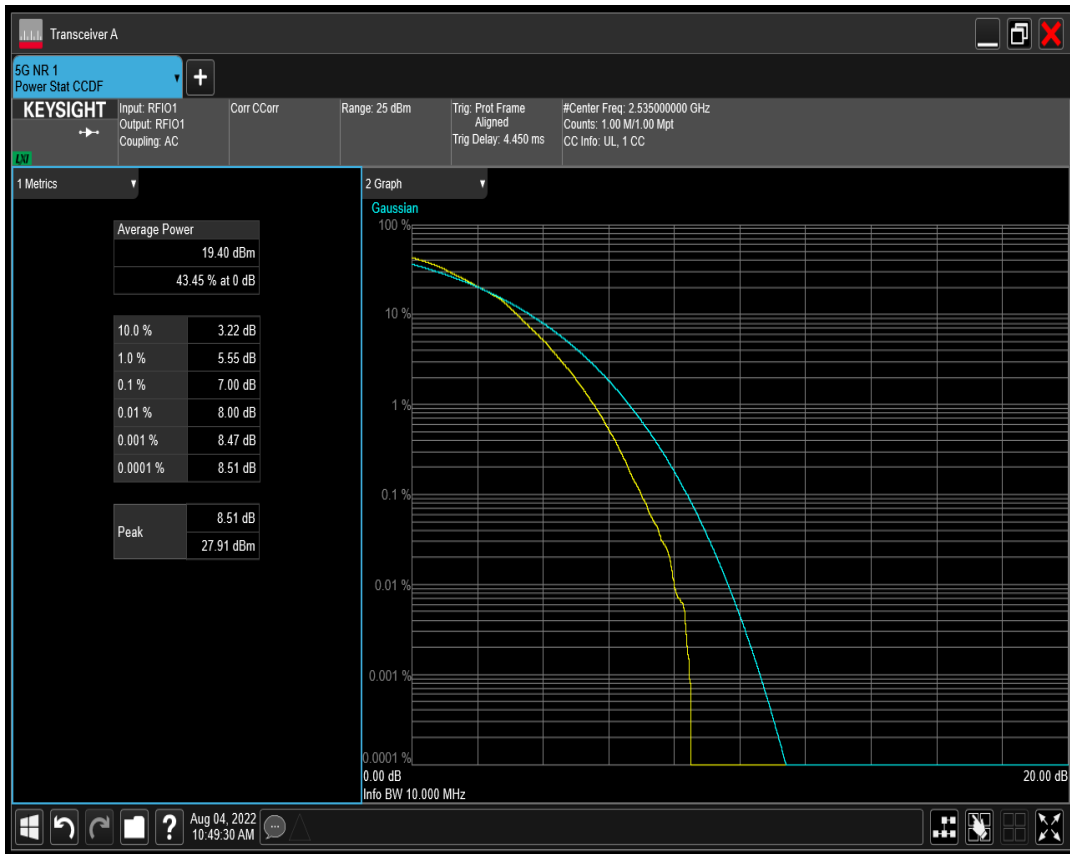 Transceiver A
5G NR 1
Power Stat CCDF
+
KEYSIGHT
LXI
Input: RFIO1
Output: RFIO1
Coupling: AC
Corr CCorr
Range: 25 dBm
Trig: Prot Frame
Aligned
Trig Delay: 4.450 ms
#Center Freq: 2.535000000 GHz
Counts: 1.00 M/1.00 Mpt
CC Info: UL, 1 CC
1 Metrics
Average Power
19.40 dBm
43.45 % at 0 dB
10.0 % 3.22 dB
1.0 % 5.55 dB
0.1 % 7.00 dB
0.01 % 8.00 dB
0.001 % 8.47 dB
0.0001 % 8.51 dB
Peak
8.51 dB
27.91 dBm
2 Graph
Gaussian
100 %
10 %
1 %
0.1 %
0.01 %
0.001 %
0.0001 %
0.00 dB 20.00 dB
Info BW 10.000 MHz
?
Aug 04, 2022
10:49:30 AM